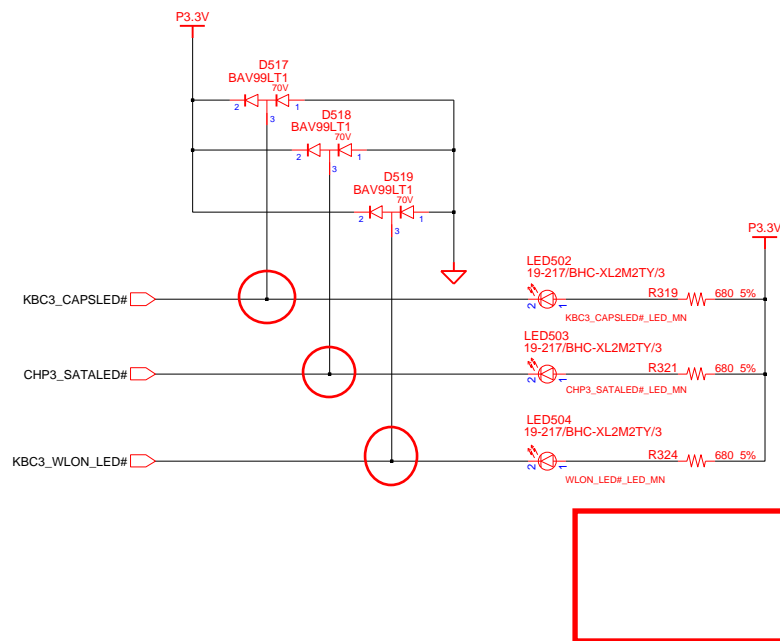 P3.3V
D517
BAV99LT1
70V
2
1
3
D518
BAV99LT1
70V
2
1
3
D519
BAV99LT1
70V
2
1
3
P3.3V
KBC3_CAPSLED#
LED502
19-217/BHC-XL2M2TY/3
2
1
R319
680 5%
KBC3_CAPSLED#_LED_MN
CHP3_SATALED#
LED503
19-217/BHC-XL2M2TY/3
2
1
R321
680 5%
CHP3_SATALED#_LED_MN
KBC3_WLON_LED#
LED504
19-217/BHC-XL2M2TY/3
2
1
R324
680 5%
WLON_LED#_LED_MN